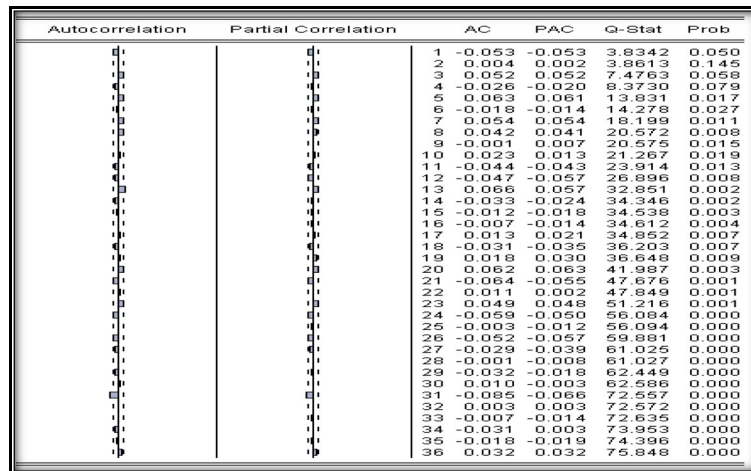 Autocorrelation Partial Correlation AC PAC Q-Stat Prob
1 -0.053 -0.053 3.8342 0.050
2 0.004 0.002 3.8613 0.145
3 0.052 0.052 7.4763 0.058
4 -0.026 -0.020 8.3730 0.079
5 0.063 0.061 13.831 0.017
6 -0.018 -0.014 14.278 0.027
7 0.054 0.054 18.199 0.011
8 0.042 0.041 20.572 0.008
9 -0.001 0.007 20.575 0.015
10 0.023 0.013 21.267 0.019
11 -0.044 -0.043 23.914 0.013
12 -0.047 -0.057 26.896 0.008
13 0.066 0.057 32.851 0.002
14 -0.033 -0.024 34.346 0.002
15 -0.012 -0.018 34.538 0.003
16 -0.007 -0.014 34.612 0.004
17 0.013 0.021 34.852 0.007
18 -0.031 -0.035 36.203 0.007
19 0.018 0.030 36.648 0.009
20 0.062 0.063 41.987 0.003
21 -0.064 -0.055 47.676 0.001
22 0.011 0.002 47.849 0.001
23 0.049 0.048 51.216 0.001
24 -0.059 -0.050 56.084 0.000
25 -0.003 -0.012 56.094 0.000
26 -0.052 -0.057 59.881 0.000
27 -0.029 -0.039 61.025 0.000
28 -0.001 -0.008 61.027 0.000
29 -0.032 -0.018 62.449 0.000
30 0.010 -0.003 62.586 0.000
31 -0.085 -0.066 72.557 0.000
32 0.003 0.003 72.572 0.000
33 -0.007 -0.014 72.635 0.000
34 -0.031 0.003 73.953 0.000
35 -0.018 -0.019 74.396 0.000
36 0.032 0.032 75.848 0.000